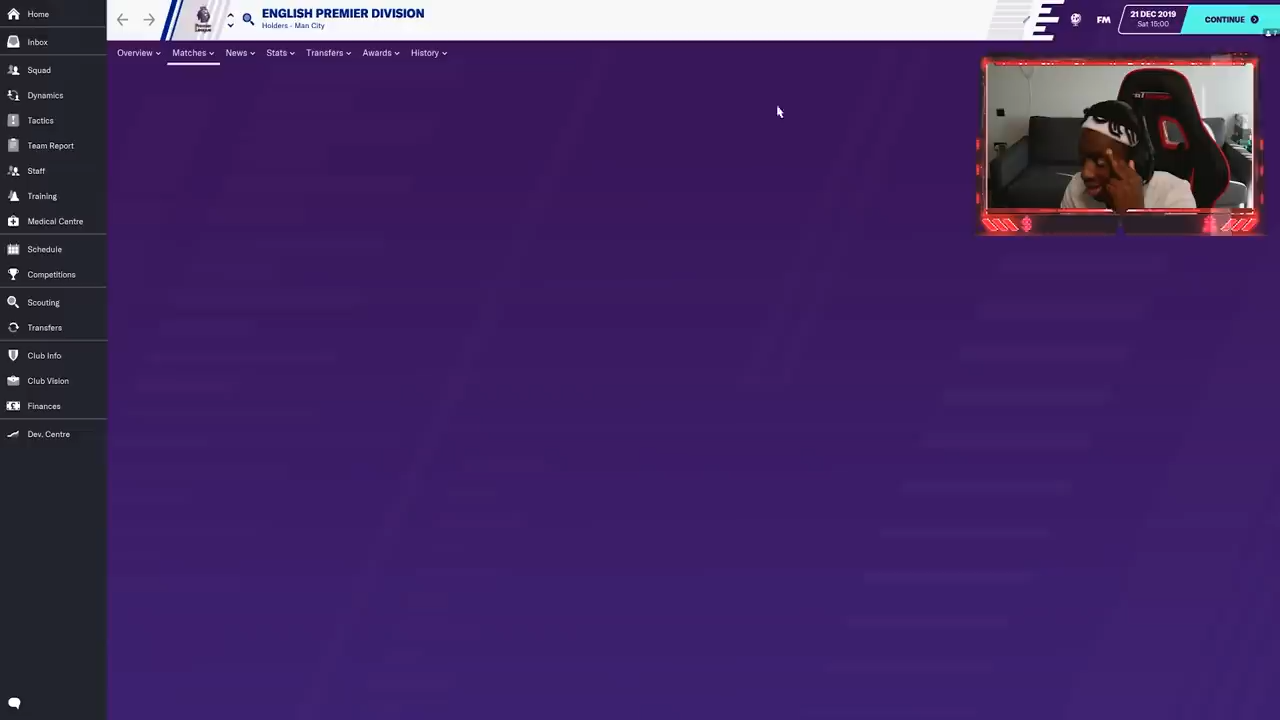 Home
Inbox
Squad
Dynamics
Tactics
Team Report
Staff
Training
Medical Centre
Schedule
Competitions
Scouting
Transfers
Club Info
Club Vision
Finances
Dev. Centre
Premier
League
ENGLISH PREMIER DIVISION
Holders - Man City
FM
21 DEC 2019
Sat 15:00
CONTINUE
Overview
Matches
News
Stats
Transfers
Awards
History